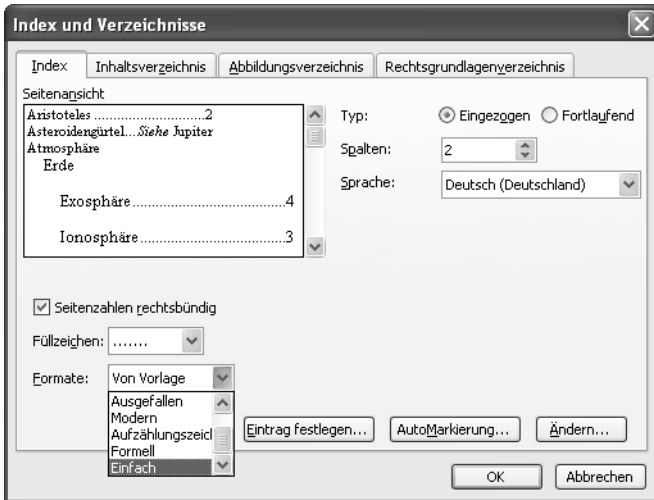 Index und Verzeichnisse
Index Inhaltsverzeichnis Abbildungsverzeichnis Rechtsgrundlagenverzeichnis
Seitenansicht
Aristoteles ......................2
Asteroidengürtel...Siehe Jupiter
Atmosphäre
Erde
Exosphäre..............................4
Ionosphäre.............................3
Typ: Eingezogen Fortlaufend
Spalten: 2
Sprache: Deutsch (Deutschland)
Seitenzahlen rechtsbündig
Füllzeichen: .......
Formate: Von Vorlage
Ausgefallen
Modern
Aufzählungszeicl
Formell
Einfach
Eintrag festlegen... AutoMarkierung... Ändern...
OK Abbrechen